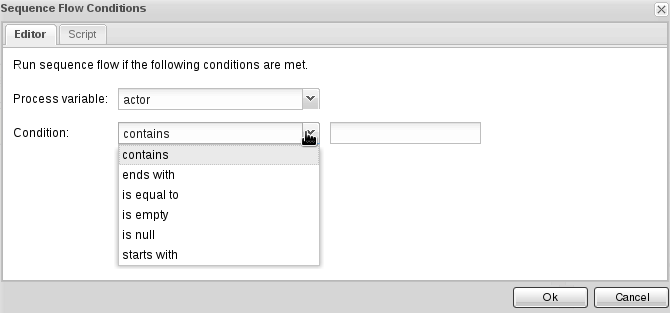 Sequence Flow Conditions
Editor
Script
Run sequence flow if the following conditions are met.
Process variable: actor
Condition: contains
contains
ends with
is equal to
is empty
is null
starts with
Ok
Cancel